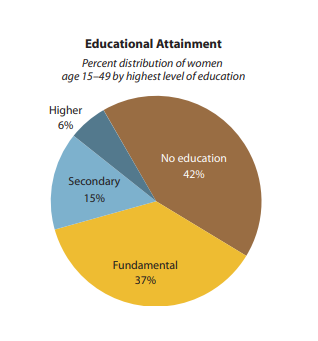 Educational Attainment
Percent distribution of women
age 15–49 by highest level of education
Higher
6%
No education
42%
Secondary
15%
Fundamental
37%